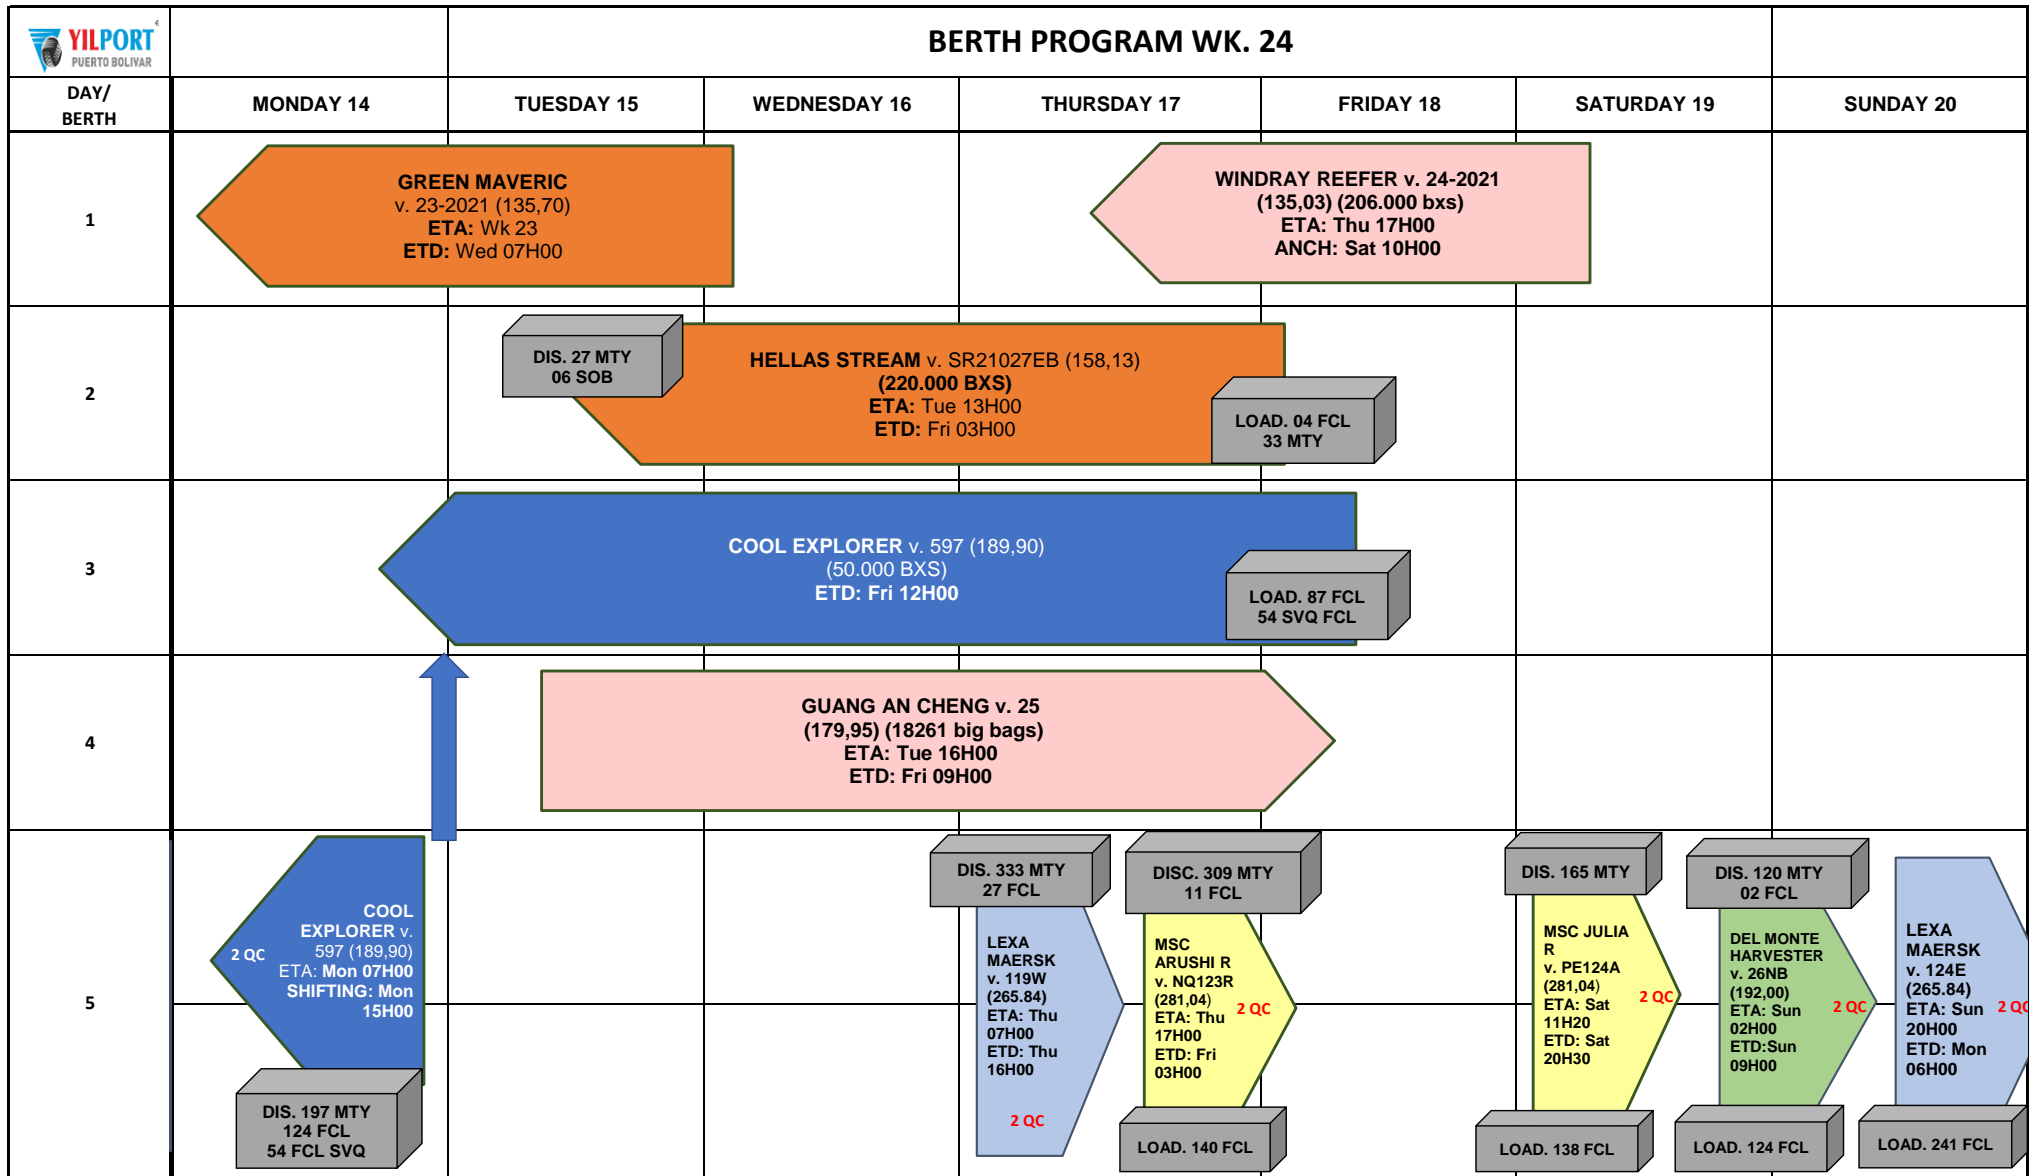 YILPORT
PUERTO BOLIVAR
BERTH PROGRAM WK. 24
DAY/
BERTH
MONDAY 14
TUESDAY 15
WEDNESDAY 16
THURSDAY 17
FRIDAY 18
SATURDAY 19
SUNDAY 20
1
GREEN MAVERIC
v. 23-2021 (135,70)
ETA: Wk 23
ETD: Wed 07H00
WINDRAY REEFER v. 24-2021
(135,03) (206.000 bxs)
ETA: Thu 17H00
ANCH: Sat 10H00
2
DIS. 27 MTY
06 SOB
HELLAS STREAM v. SR21027EB (158,13)
(220.000 BXS)
ETA: Tue 13H00
ETD: Fri 03H00
LOAD. 04 FCL
33 MTY
3
COOL EXPLORER v. 597 (189,90)
(50.000 BXS)
ETD: Fri 12H00
LOAD. 87 FCL
54 SVQ FCL
4
GUANG AN CHENG v. 25
(179,95) (18261 big bags)
ETA: Tue 16H00
ETD: Fri 09H00
5
2 QC
COOL
EXPLORER v.
597 (189,90)
ETA: Mon 07H00
SHIFTING: Mon
15H00
DIS. 197 MTY
124 FCL
54 FCL SVQ
DIS. 333 MTY
27 FCL
LEXA
MAERSK
v. 119W
(265.84)
ETA: Thu
07H00
ETD: Thu
16H00
2 QC
DISC. 309 MTY
11 FCL
MSC
ARUSHI R
v. NQ123R
(281,04)
ETA: Thu
17H00
ETD: Fri
03H00
2 QC
LOAD. 140 FCL
DIS. 165 MTY
MSC JULIA
R
v. PE124A
(281,04)
ETA: Sat
11H20
ETD: Sat
20H30
2 QC
LOAD. 138 FCL
DIS. 120 MTY
02 FCL
DEL MONTE
HARVESTER
v. 26NB
(192,00)
ETA: Sun
02H00
ETD:Sun
09H00
2 QC
LOAD. 124 FCL
LEXA
MAERSK
v. 124E
(265.84)
ETA: Sun
20H00
ETD: Mon
06H00
2 QC
LOAD. 241 FCL